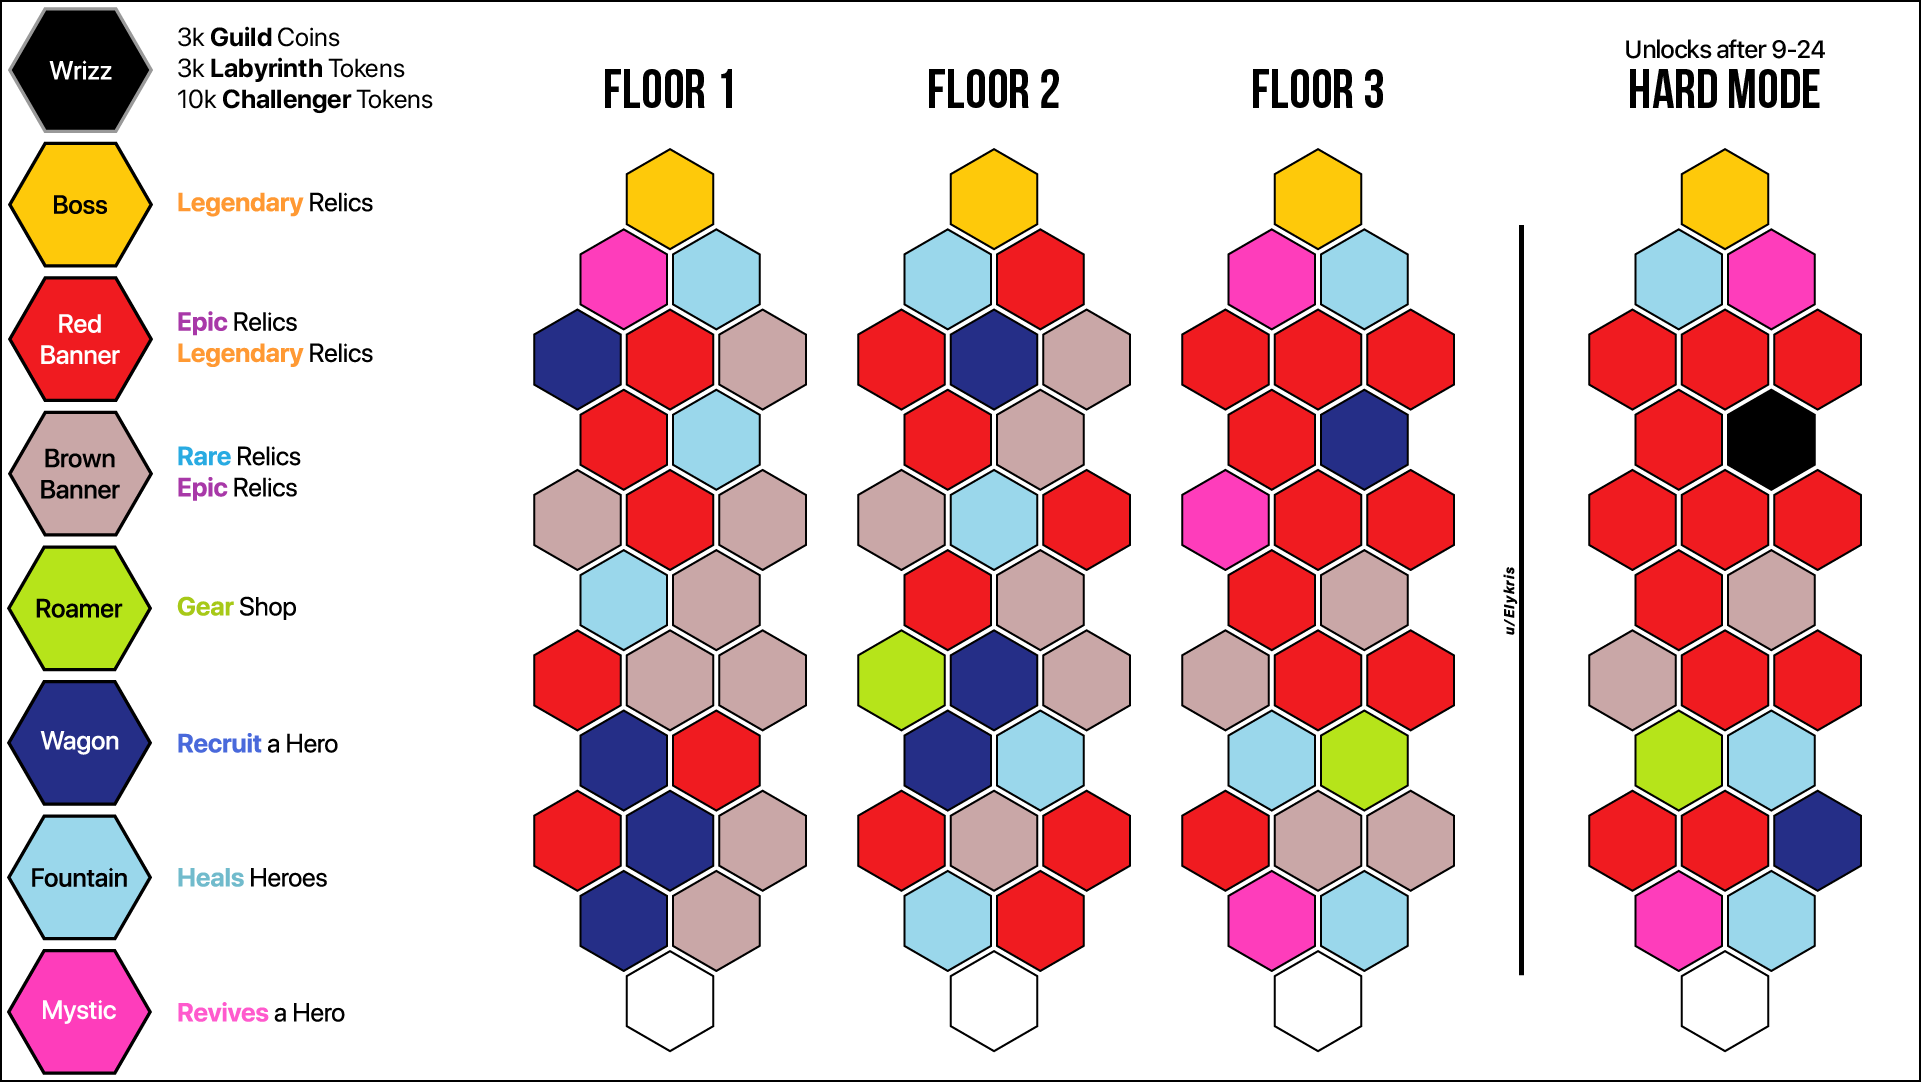 Wrizz
3k Guild Coins
3k Labyrinth Tokens
10k Challenger Tokens
Boss
Legendary Relics
Red
Banner
Epic Relics
Legendary Relics
Brown
Banner
Rare Relics
Epic Relics
Roamer
Gear Shop
Wagon
Recruit a Hero
Fountain
Heals Heroes
Mystic
Revives a Hero
FLOOR 1
FLOOR 2
FLOOR 3
Unlocks after 9-24
HARD MODE
u/Elykris